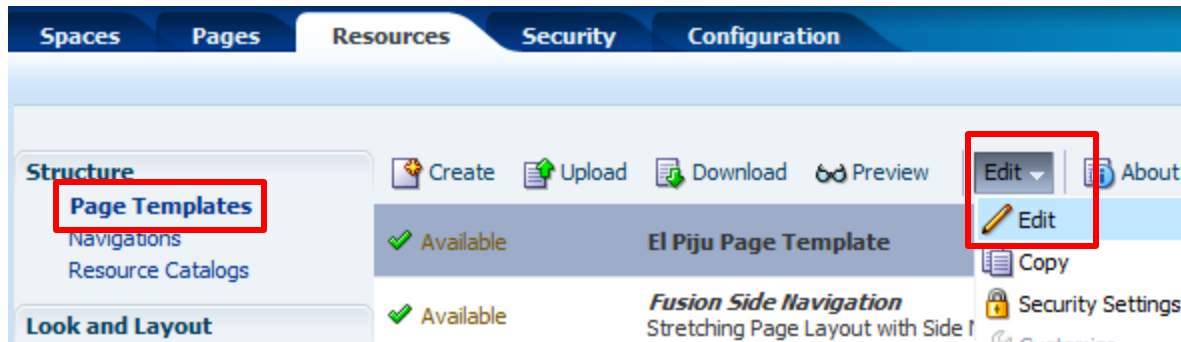 Spaces Pages Resources Security Configuration
Structure
Page Templates
Navigations
Resource Catalogs
Look and Layout
Create Upload Download Preview Edit About
Available El Piju Page Template
Available Fusion Side Navigation
Stretching Page Layout with Side
Edit
Copy
Security Settings